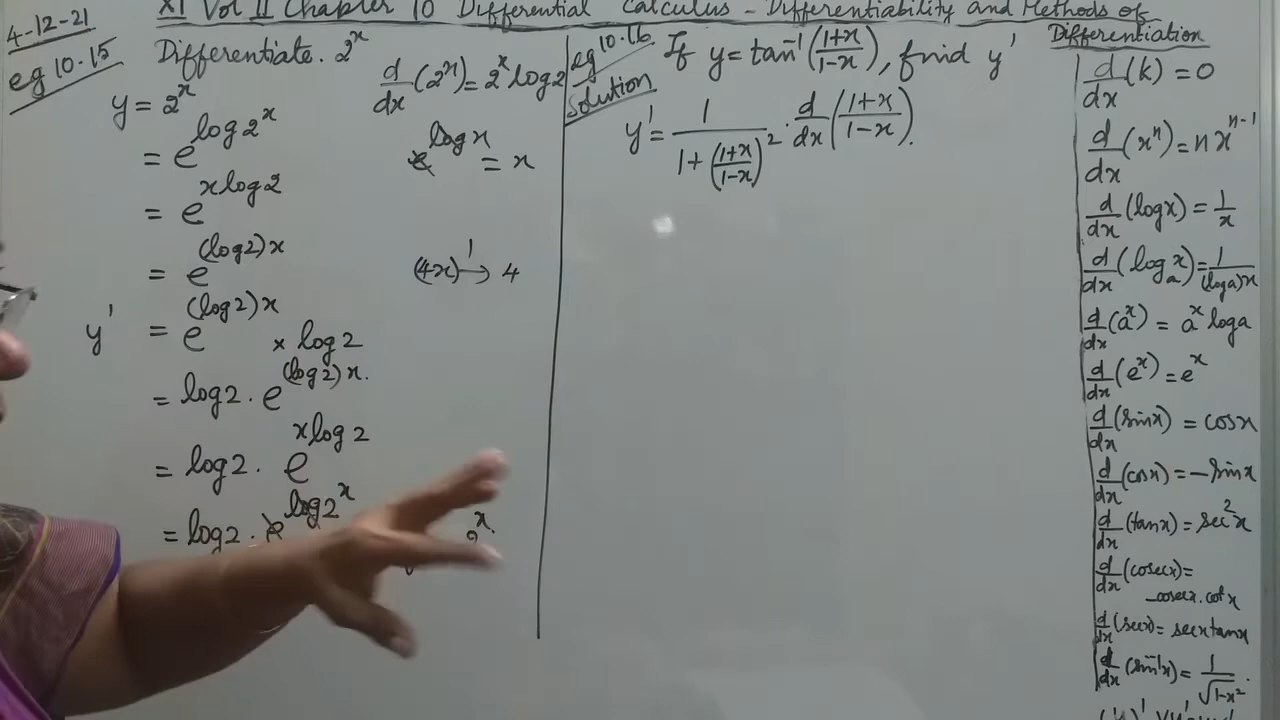 XI Vol II Chapter 10 Differential Calculus - Differentiability and Methods of Differentiation
4-12-21
eg 10.15
Differentiate. 2^x
y = 2^x
= e^{log 2^x}
= e^{x log 2}
= e^{(log 2) x}
y' = e^{(log 2) x} × log 2
= log 2 · e^{(log 2) x}.
= log 2 · e^{x log 2}
= log 2 · e^{log 2^x}
2^x.
d/dx (2^x) = 2^x log 2
e^{log x} = x
(4x)' → 4
eg 10.16
If y = tan^{-1} ((1+x)/(1-x)), find y'
Solution
y' = 1/(1 + ((1+x)/(1-x))^2) · d/dx ((1+x)/(1-x)).
d/dx (k) = 0
d/dx (x^n) = n x^{n-1}
d/dx (log x) = 1/x
d/dx (log_a x) = 1/((log a) x)
d/dx (a^x) = a^x log a
d/dx (e^x) = e^x
d/dx (sin x) = cos x
d/dx (cos x) = - sin x
d/dx (tan x) = sec^2 x
d/dx (cosec x) =
- cosec x . cot x
d/dx (sec x) = sec x tan x
d/dx (sin^{-1} x) = 1/√(1-x^2) .